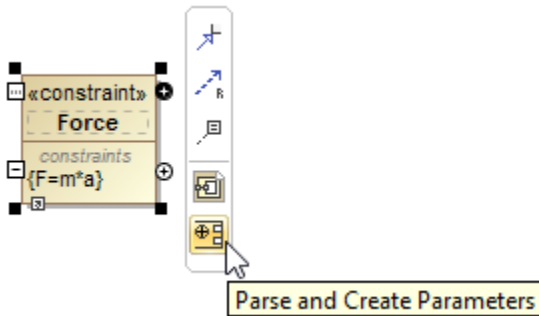 «constraint»
Force
constraints
{F=m*a}
R
Parse and Create Parameters